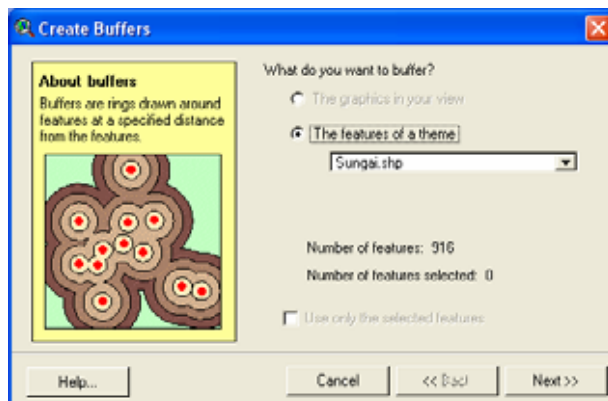 Create Buffers
About buffers
Buffers are rings drawn around
features at a specified distance
from the features.
What do you want to buffer?
The graphics in your view
The features of a theme
Sungai.shp
Number of features: 916
Number of features selected: 0
Use only the selected features
Help...
Cancel
<< Back
Next >>